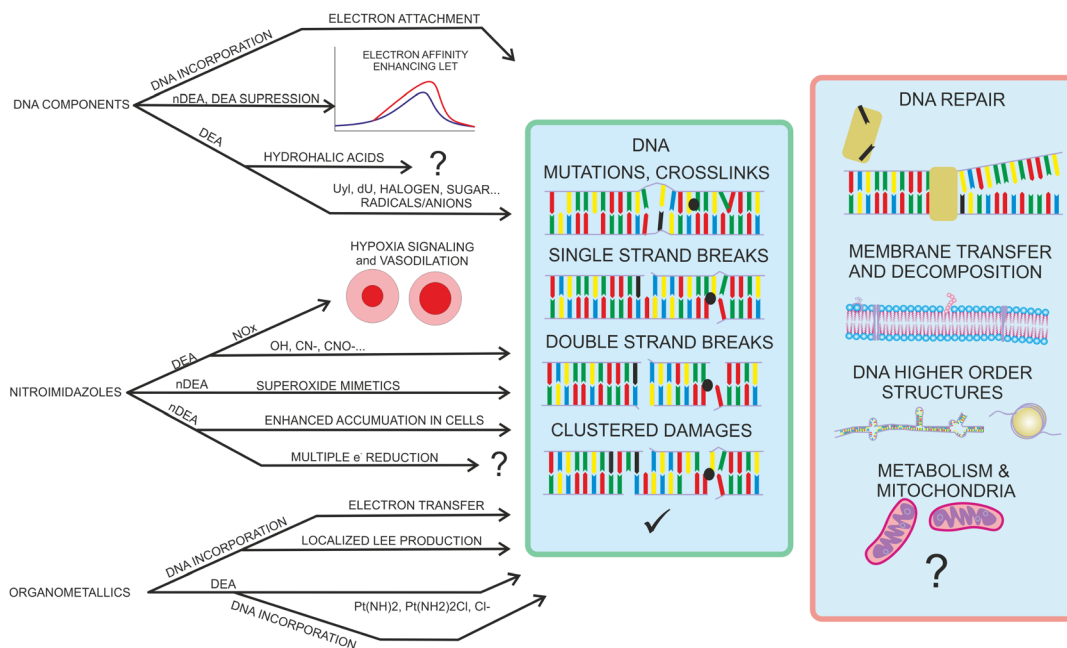 ELECTRON ATTACHMENT
DNA INCORPORATION
ELECTRON AFFINITY
ENHANCING LET
DNA COMPONENTS
nDEA, DEA SUPRESSION
DEA
HYDROHALIC ACIDS
?
Uyl, dU, HALOGEN, SUGAR...
RADICALS/ANIONS
HYPOXIA SIGNALING
and VASODILATION
NOx
DEA
OH, CN-, CNO-...
NITROIMIDAZOLES
nDEA
SUPEROXIDE MIMETICS
nDEA
ENHANCED ACCUMUATION IN CELLS
MULTIPLE e- REDUCTION
?
ELECTRON TRANSFER
DNA INCORPORATION
LOCALIZED LEE PRODUCTION
ORGANOMETALLICS
DEA
DNA INCORPORATION
Pt(NH)2, Pt(NH2)2Cl, Cl-
DNA
MUTATIONS, CROSSLINKS
SINGLE STRAND BREAKS
DOUBLE STRAND BREAKS
CLUSTERED DAMAGES
✓
DNA REPAIR
MEMBRANE TRANSFER
AND DECOMPOSITION
DNA HIGHER ORDER
STRUCTURES
METABOLISM &
MITOCHONDRIA
?